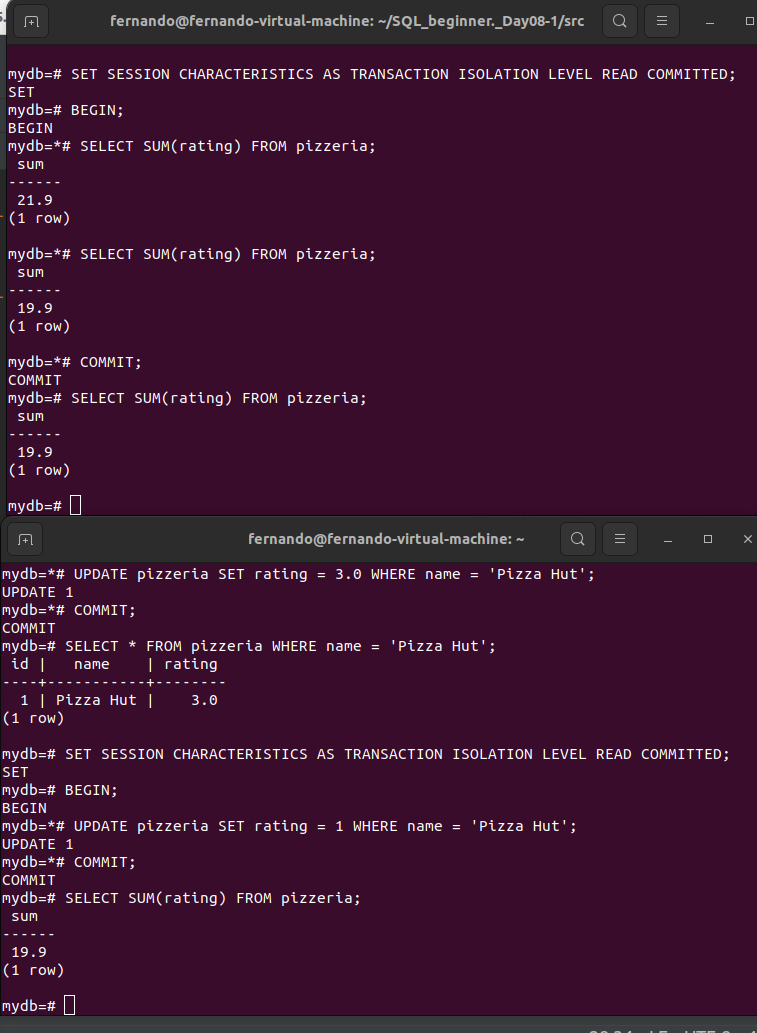 fernando@fernando-virtual-machine: ~/SQL_beginner._Day08-1/src
mydb=# SET SESSION CHARACTERISTICS AS TRANSACTION ISOLATION LEVEL READ COMMITTED;
SET
mydb=# BEGIN;
BEGIN
mydb=*# SELECT SUM(rating) FROM pizzeria;
 sum
------
 21.9
(1 row)

mydb=*# SELECT SUM(rating) FROM pizzeria;
 sum
------
 19.9
(1 row)

mydb=*# COMMIT;
COMMIT
mydb=# SELECT SUM(rating) FROM pizzeria;
 sum
------
 19.9
(1 row)

mydb=#
fernando@fernando-virtual-machine: ~
mydb=*# UPDATE pizzeria SET rating = 3.0 WHERE name = 'Pizza Hut';
UPDATE 1
mydb=*# COMMIT;
COMMIT
mydb=# SELECT * FROM pizzeria WHERE name = 'Pizza Hut';
 id |   name    | rating
----+-----------+--------
  1 | Pizza Hut |    3.0
(1 row)

mydb=# SET SESSION CHARACTERISTICS AS TRANSACTION ISOLATION LEVEL READ COMMITTED;
SET
mydb=# BEGIN;
BEGIN
mydb=*# UPDATE pizzeria SET rating = 1 WHERE name = 'Pizza Hut';
UPDATE 1
mydb=*# COMMIT;
COMMIT
mydb=# SELECT SUM(rating) FROM pizzeria;
 sum
------
 19.9
(1 row)

mydb=#